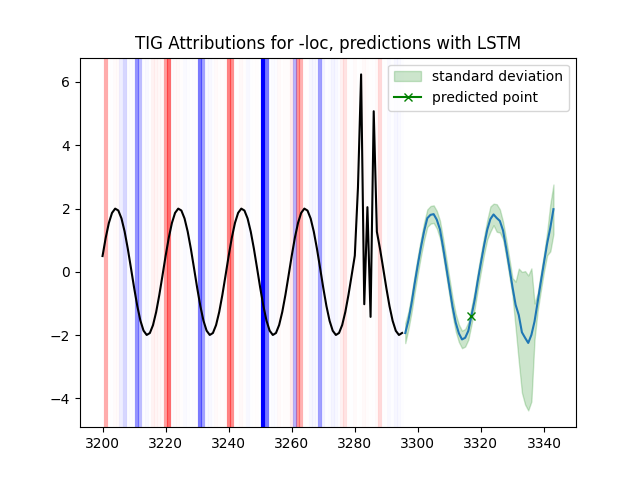 TIG Attributions for -loc, predictions with LSTM
standard deviation
predicted point
6
4
2
0
−2
−4
3200 3220 3240 3260 3280 3300 3320 3340